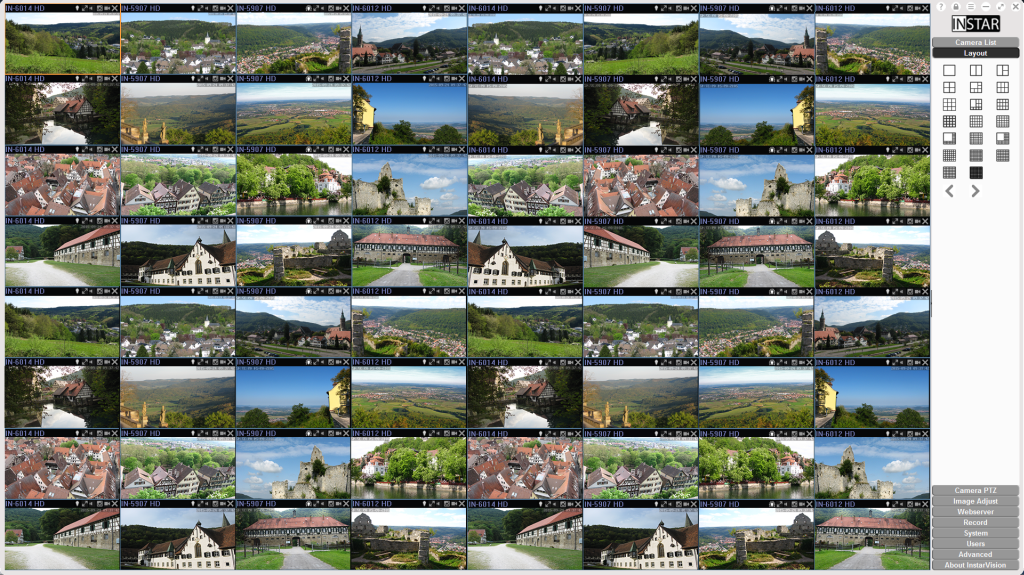 IN-6014 HD IN-5907 HD IN-5907 HD IN-6012 HD IN-6014 HD IN-5907 HD IN-5907 HD IN-6012 HD
IN-6014 HD IN-5907 HD IN-5907 HD IN-6012 HD IN-6014 HD IN-5907 HD IN-5907 HD IN-6012 HD
IN-6014 HD IN-5907 HD IN-5907 HD IN-6012 HD IN-6014 HD IN-5907 HD IN-5907 HD IN-6012 HD
IN-6014 HD IN-5907 HD IN-5907 HD IN-6012 HD IN-6014 HD IN-5907 HD IN-5907 HD IN-6012 HD
IN-6014 HD IN-5907 HD IN-5907 HD IN-6012 HD IN-6014 HD IN-5907 HD IN-5907 HD IN-6012 HD
IN-6014 HD IN-5907 HD IN-5907 HD IN-6012 HD IN-6014 HD IN-5907 HD IN-5907 HD IN-6012 HD
IN-6014 HD IN-5907 HD IN-5907 HD IN-6012 HD IN-6014 HD IN-5907 HD IN-5907 HD IN-6012 HD
IN-6014 HD IN-5907 HD IN-5907 HD IN-6012 HD IN-6014 HD IN-5907 HD IN-5907 HD IN-6012 HD
INSTAR
Camera List
Layout
Camera PTZ
Image Adjust
Webserver
Record
System
Users
Advanced
About InstarVision